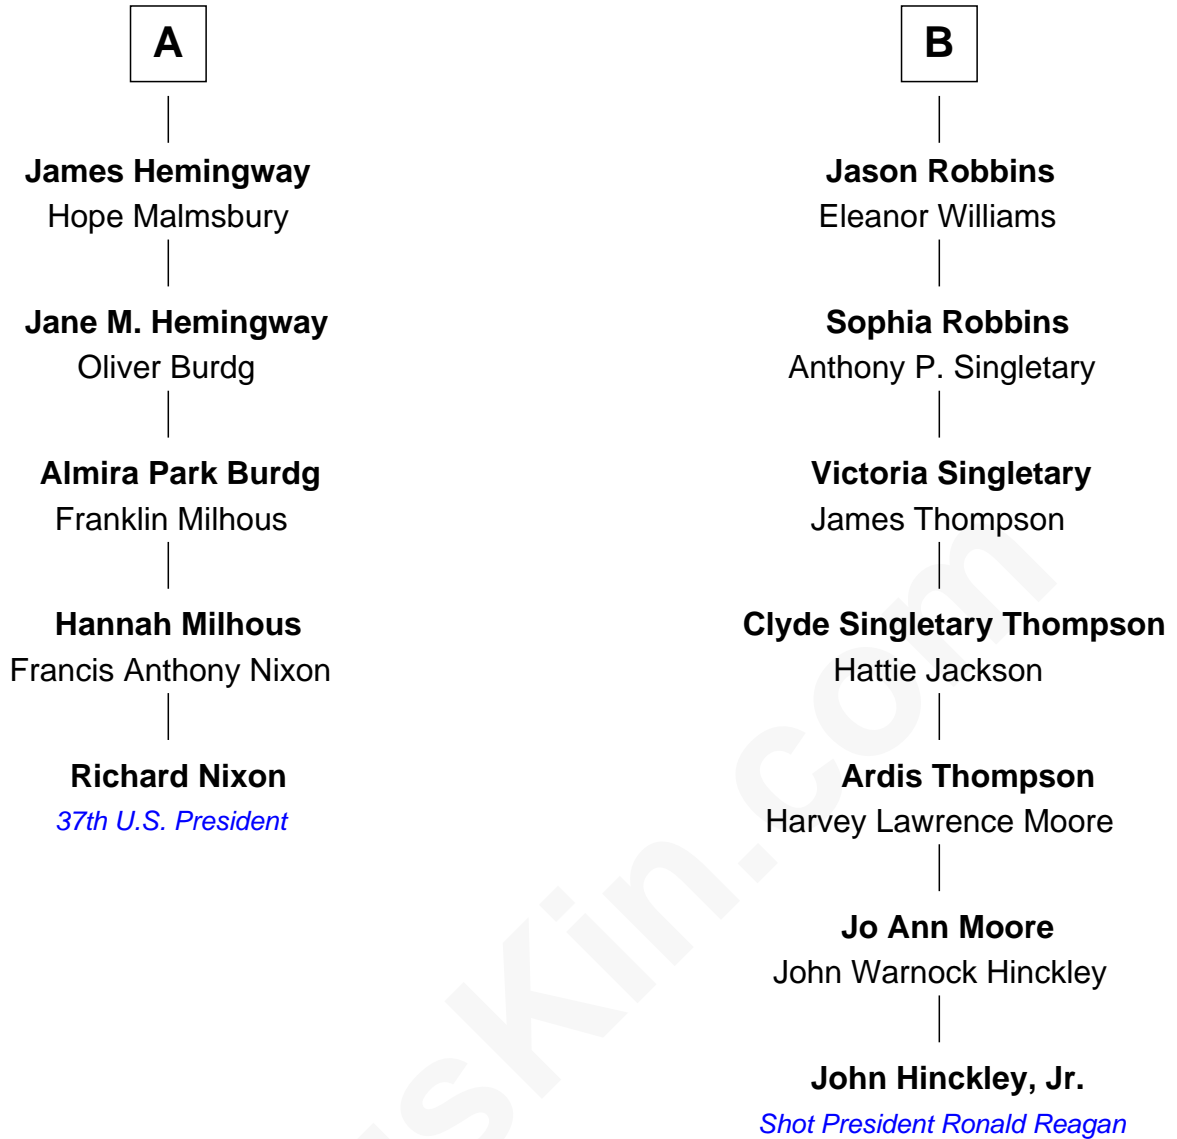 A
James Hemingway
Hope Malmsbury
Jane M. Hemingway
Oliver Burdg
Almira Park Burdg
Franklin Milhous
Hannah Milhous
Francis Anthony Nixon
Richard Nixon
37th U.S. President
B
Jason Robbins
Eleanor Williams
Sophia Robbins
Anthony P. Singletary
Victoria Singletary
James Thompson
Clyde Singletary Thompson
Hattie Jackson
Ardis Thompson
Harvey Lawrence Moore
Jo Ann Moore
John Warnock Hinckley
John Hinckley, Jr.
Shot President Ronald Reagan